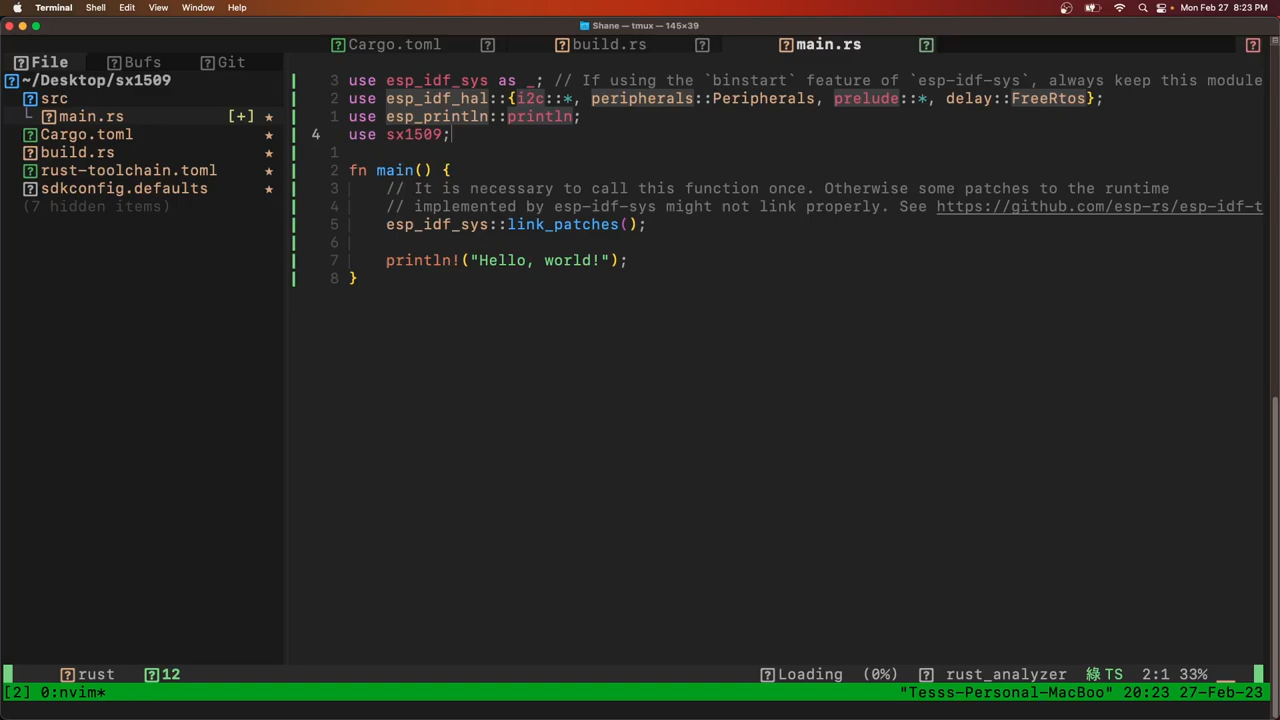 Terminal Shell Edit View Window Help Mon Feb 27 8:23 PM
Shane — tmux — 145×39
Cargo.toml build.rs main.rs
File Bufs Git
~/Desktop/sx1509
src
main.rs [+] ★
Cargo.toml ★
build.rs ★
rust-toolchain.toml ★
sdkconfig.defaults ★
(7 hidden items)
3 use esp_idf_sys as _; // If using the `binstart` feature of `esp-idf-sys`, always keep this module
2 use esp_idf_hal::{i2c::*, peripherals::Peripherals, prelude::*, delay::FreeRtos};
1 use esp_println::println;
4 use sx1509;
1
2 fn main() {
3 // It is necessary to call this function once. Otherwise some patches to the runtime
4 // implemented by esp-idf-sys might not link properly. See https://github.com/esp-rs/esp-idf-t
5 esp_idf_sys::link_patches();
6
7 println!("Hello, world!");
8 }
rust 12 Loading (0%) rust_analyzer 綠 TS 2:1 33%
[2] 0:nvim* "Tesss-Personal-MacBoo" 20:23 27-Feb-23